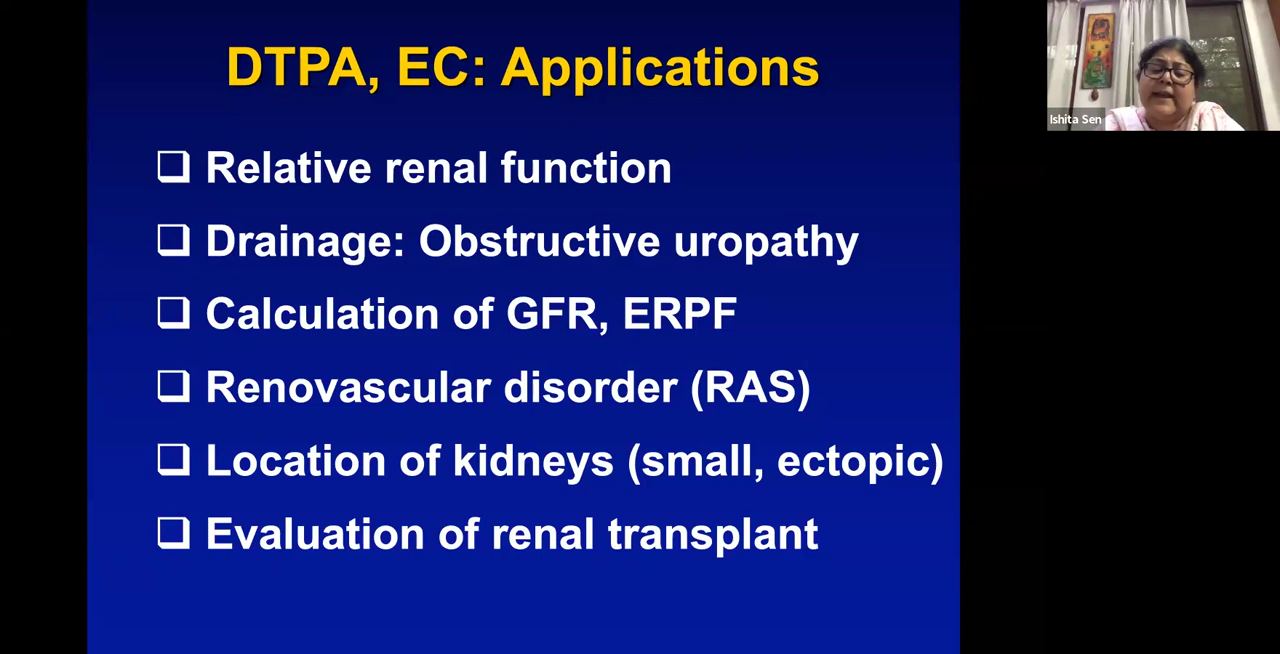 DTPA, EC: Applications
❑ Relative renal function
❑ Drainage: Obstructive uropathy
❑ Calculation of GFR, ERPF
❑ Renovascular disorder (RAS)
❑ Location of kidneys (small, ectopic)
❑ Evaluation of renal transplant
Ishita Sen